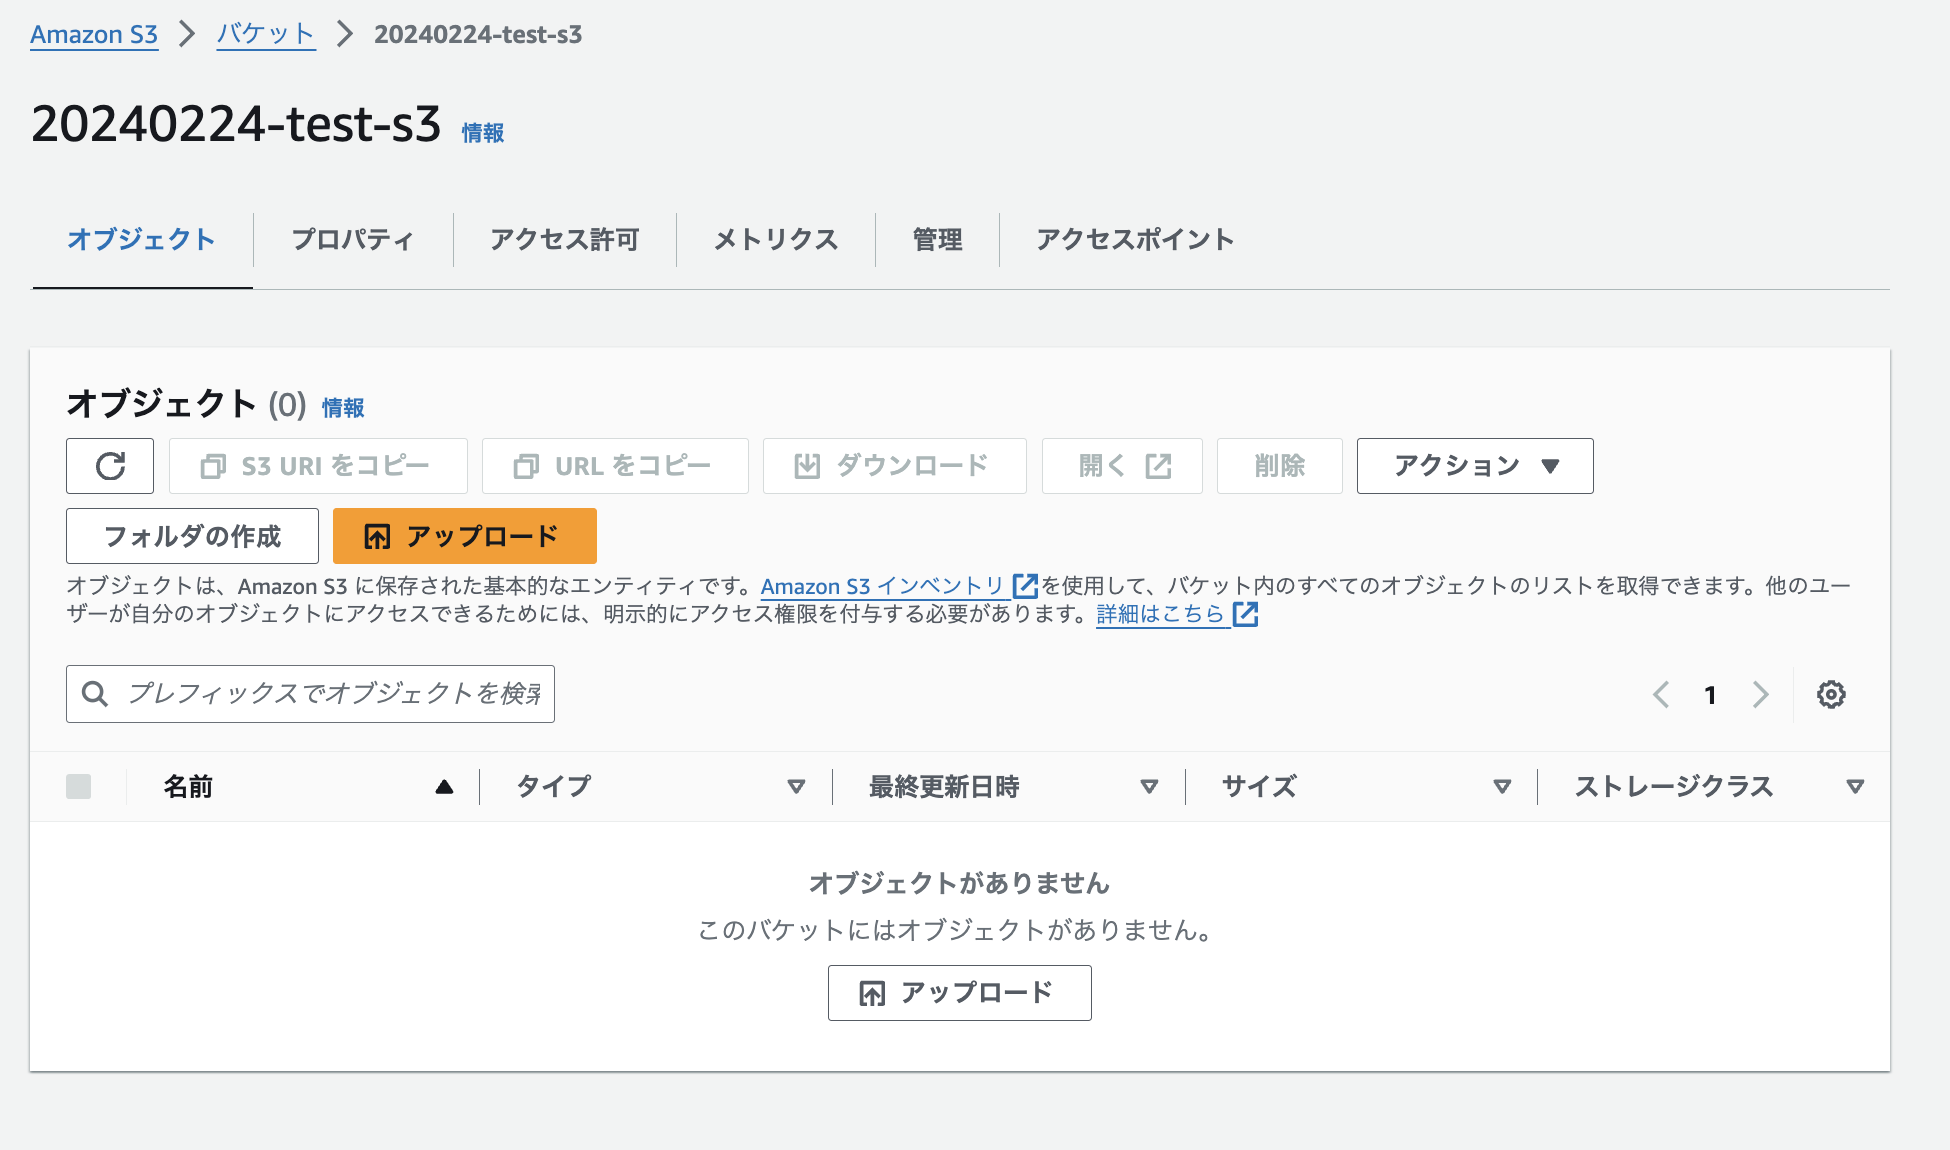 Amazon S3 > バケット > 20240224-test-s3
20240224-test-s3 情報
オブジェクト プロパティ アクセス許可 メトリクス 管理 アクセスポイント
オブジェクト (0) 情報
S3 URI をコピー URL をコピー ダウンロード 開く 削除 アクション
フォルダの作成 アップロード
オブジェクトは、Amazon S3 に保存された基本的なエンティティです。Amazon S3 インベントリ を使用して、バケット内のすべてのオブジェクトのリストを取得できます。他のユー
ザーが自分のオブジェクトにアクセスできるためには、明示的にアクセス権限を付与する必要があります。詳細はこちら
プレフィックスでオブジェクトを検索 1
名前 タイプ 最終更新日時 サイズ ストレージクラス
オブジェクトがありません
このバケットにはオブジェクトがありません。
アップロード